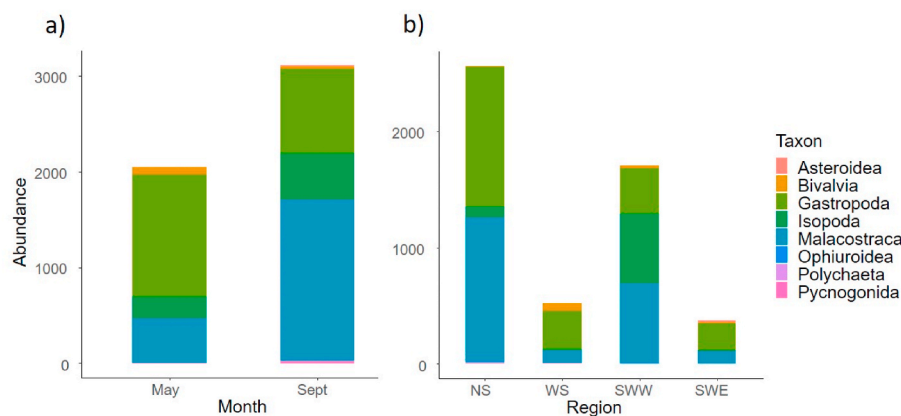 a)
Abundance
3000
2000
1000
0
May
Sept
Month
b)
2000
1000
0
NS
WS
SWW
SWE
Region
Taxon
Asteroidea
Bivalvia
Gastropoda
Isopoda
Malacostraca
Ophiuroidea
Polychaeta
Pycnogonida